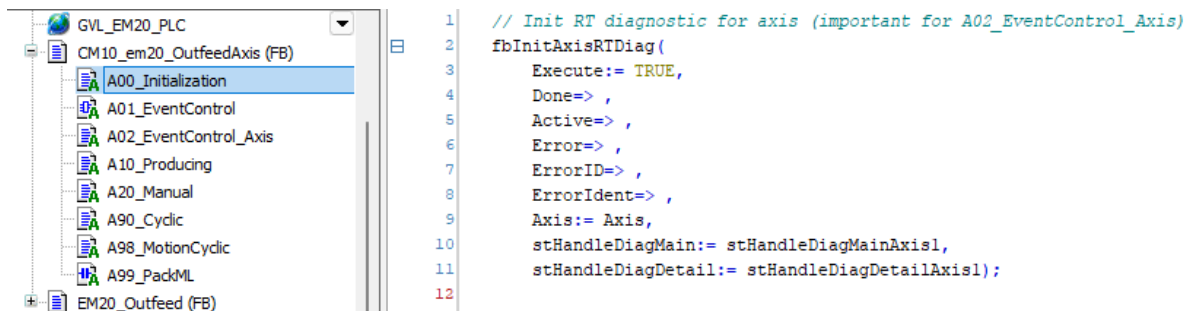 GVL_EM20_PLC
CM10_em20_OutfeedAxis (FB)
A00_Initialization
A01_EventControl
A02_EventControl_Axis
A10_Producing
A20_Manual
A90_Cyclic
A98_MotionCyclic
A99_PackML
EM20_Outfeed (FB)
1 // Init RT diagnostic for axis (important for A02_EventControl_Axis)
2 fbInitAxisRTDiag(
3 Execute:= TRUE,
4 Done=> ,
5 Active=> ,
6 Error=> ,
7 ErrorID=> ,
8 ErrorIdent=> ,
9 Axis:= Axis,
10 stHandleDiagMain:= stHandleDiagMainAxis1,
11 stHandleDiagDetail:= stHandleDiagDetailAxis1);
12